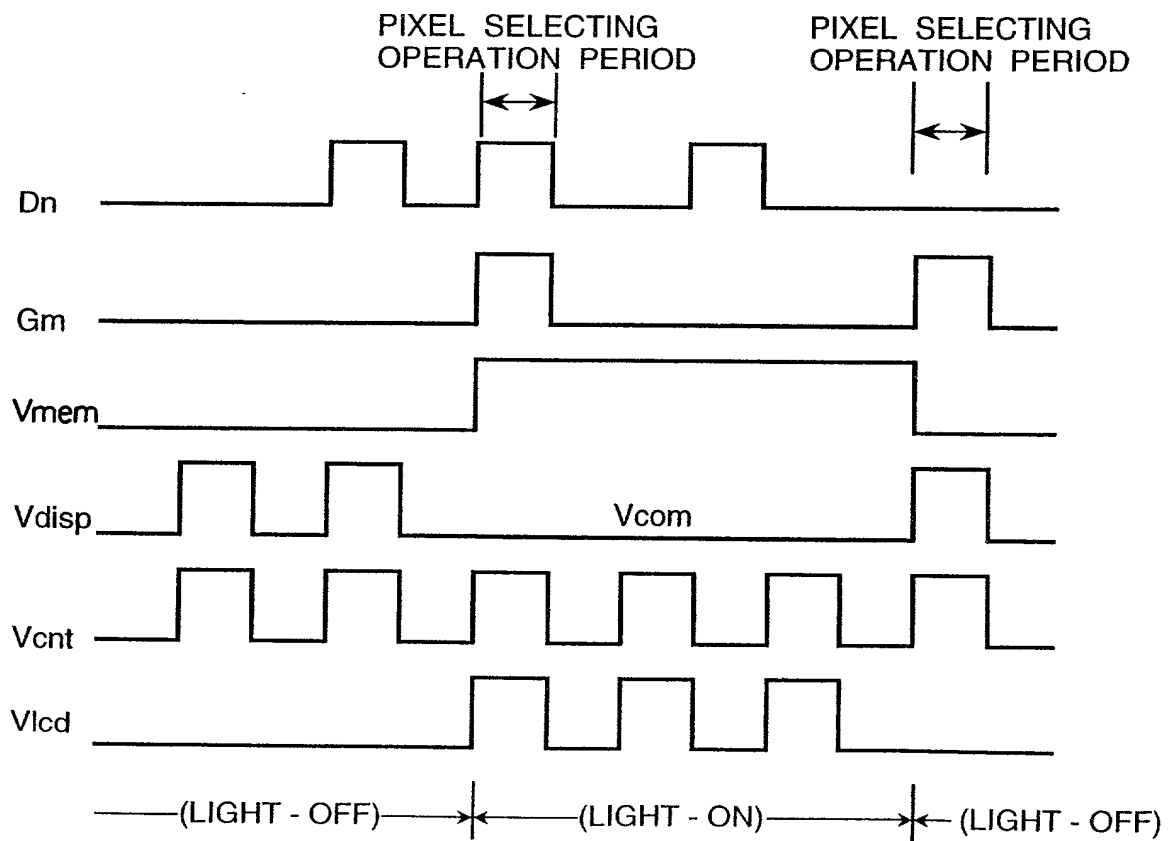 PIXEL SELECTING
OPERATION PERIOD
PIXEL SELECTING
OPERATION PERIOD
Dn
Gm
Vmem
Vdisp
Vcom
Vcnt
Vlcd
(LIGHT - OFF)
(LIGHT - ON)
(LIGHT - OFF)